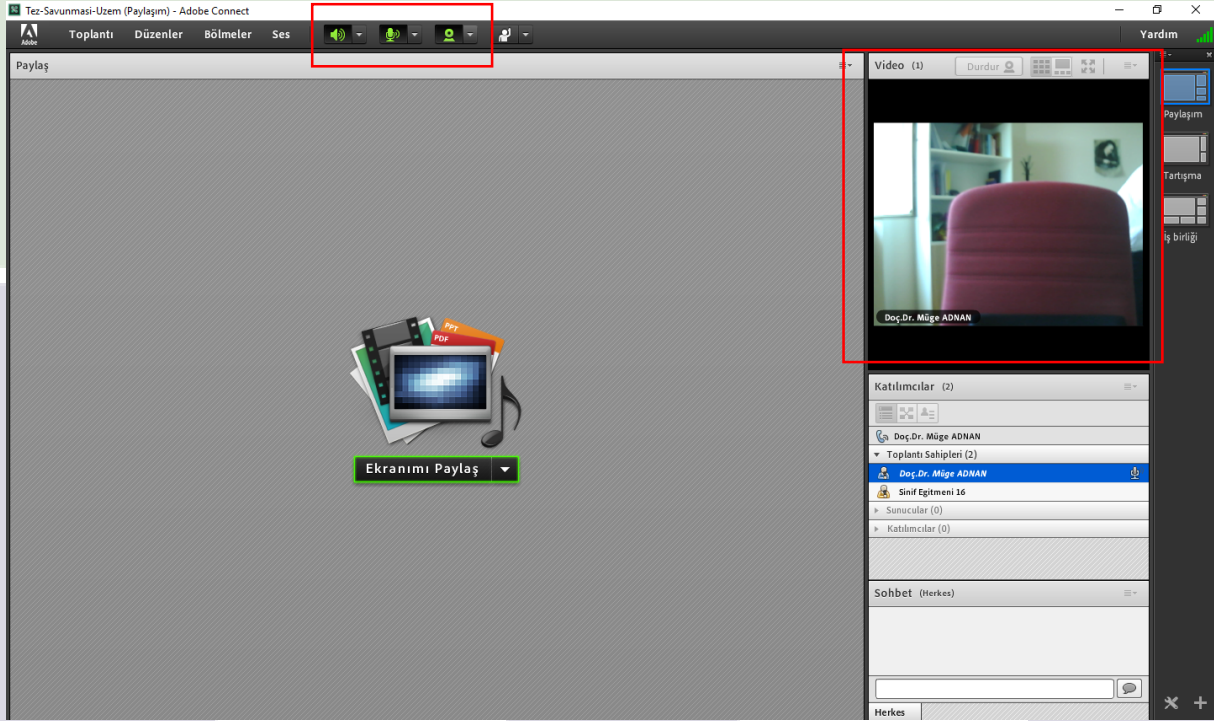 Tez-Savunmasi-Uzem (Paylaşım) - Adobe Connect
Adobe
Toplantı Düzenler Bölmeler Ses
Yardım
Paylaş
PPT
PDF
Ekranımı Paylaş
Video (1) Durdur
Doç.Dr. Müge ADNAN
Katılımcılar (2)
Doç.Dr. Müge ADNAN
Toplantı Sahipleri (2)
Doç.Dr. Müge ADNAN
Sinif Egitmeni 16
Sunucular (0)
Katılımcılar (0)
Sohbet (Herkes)
Herkes
Paylaşım
Tartışma
İş birliği